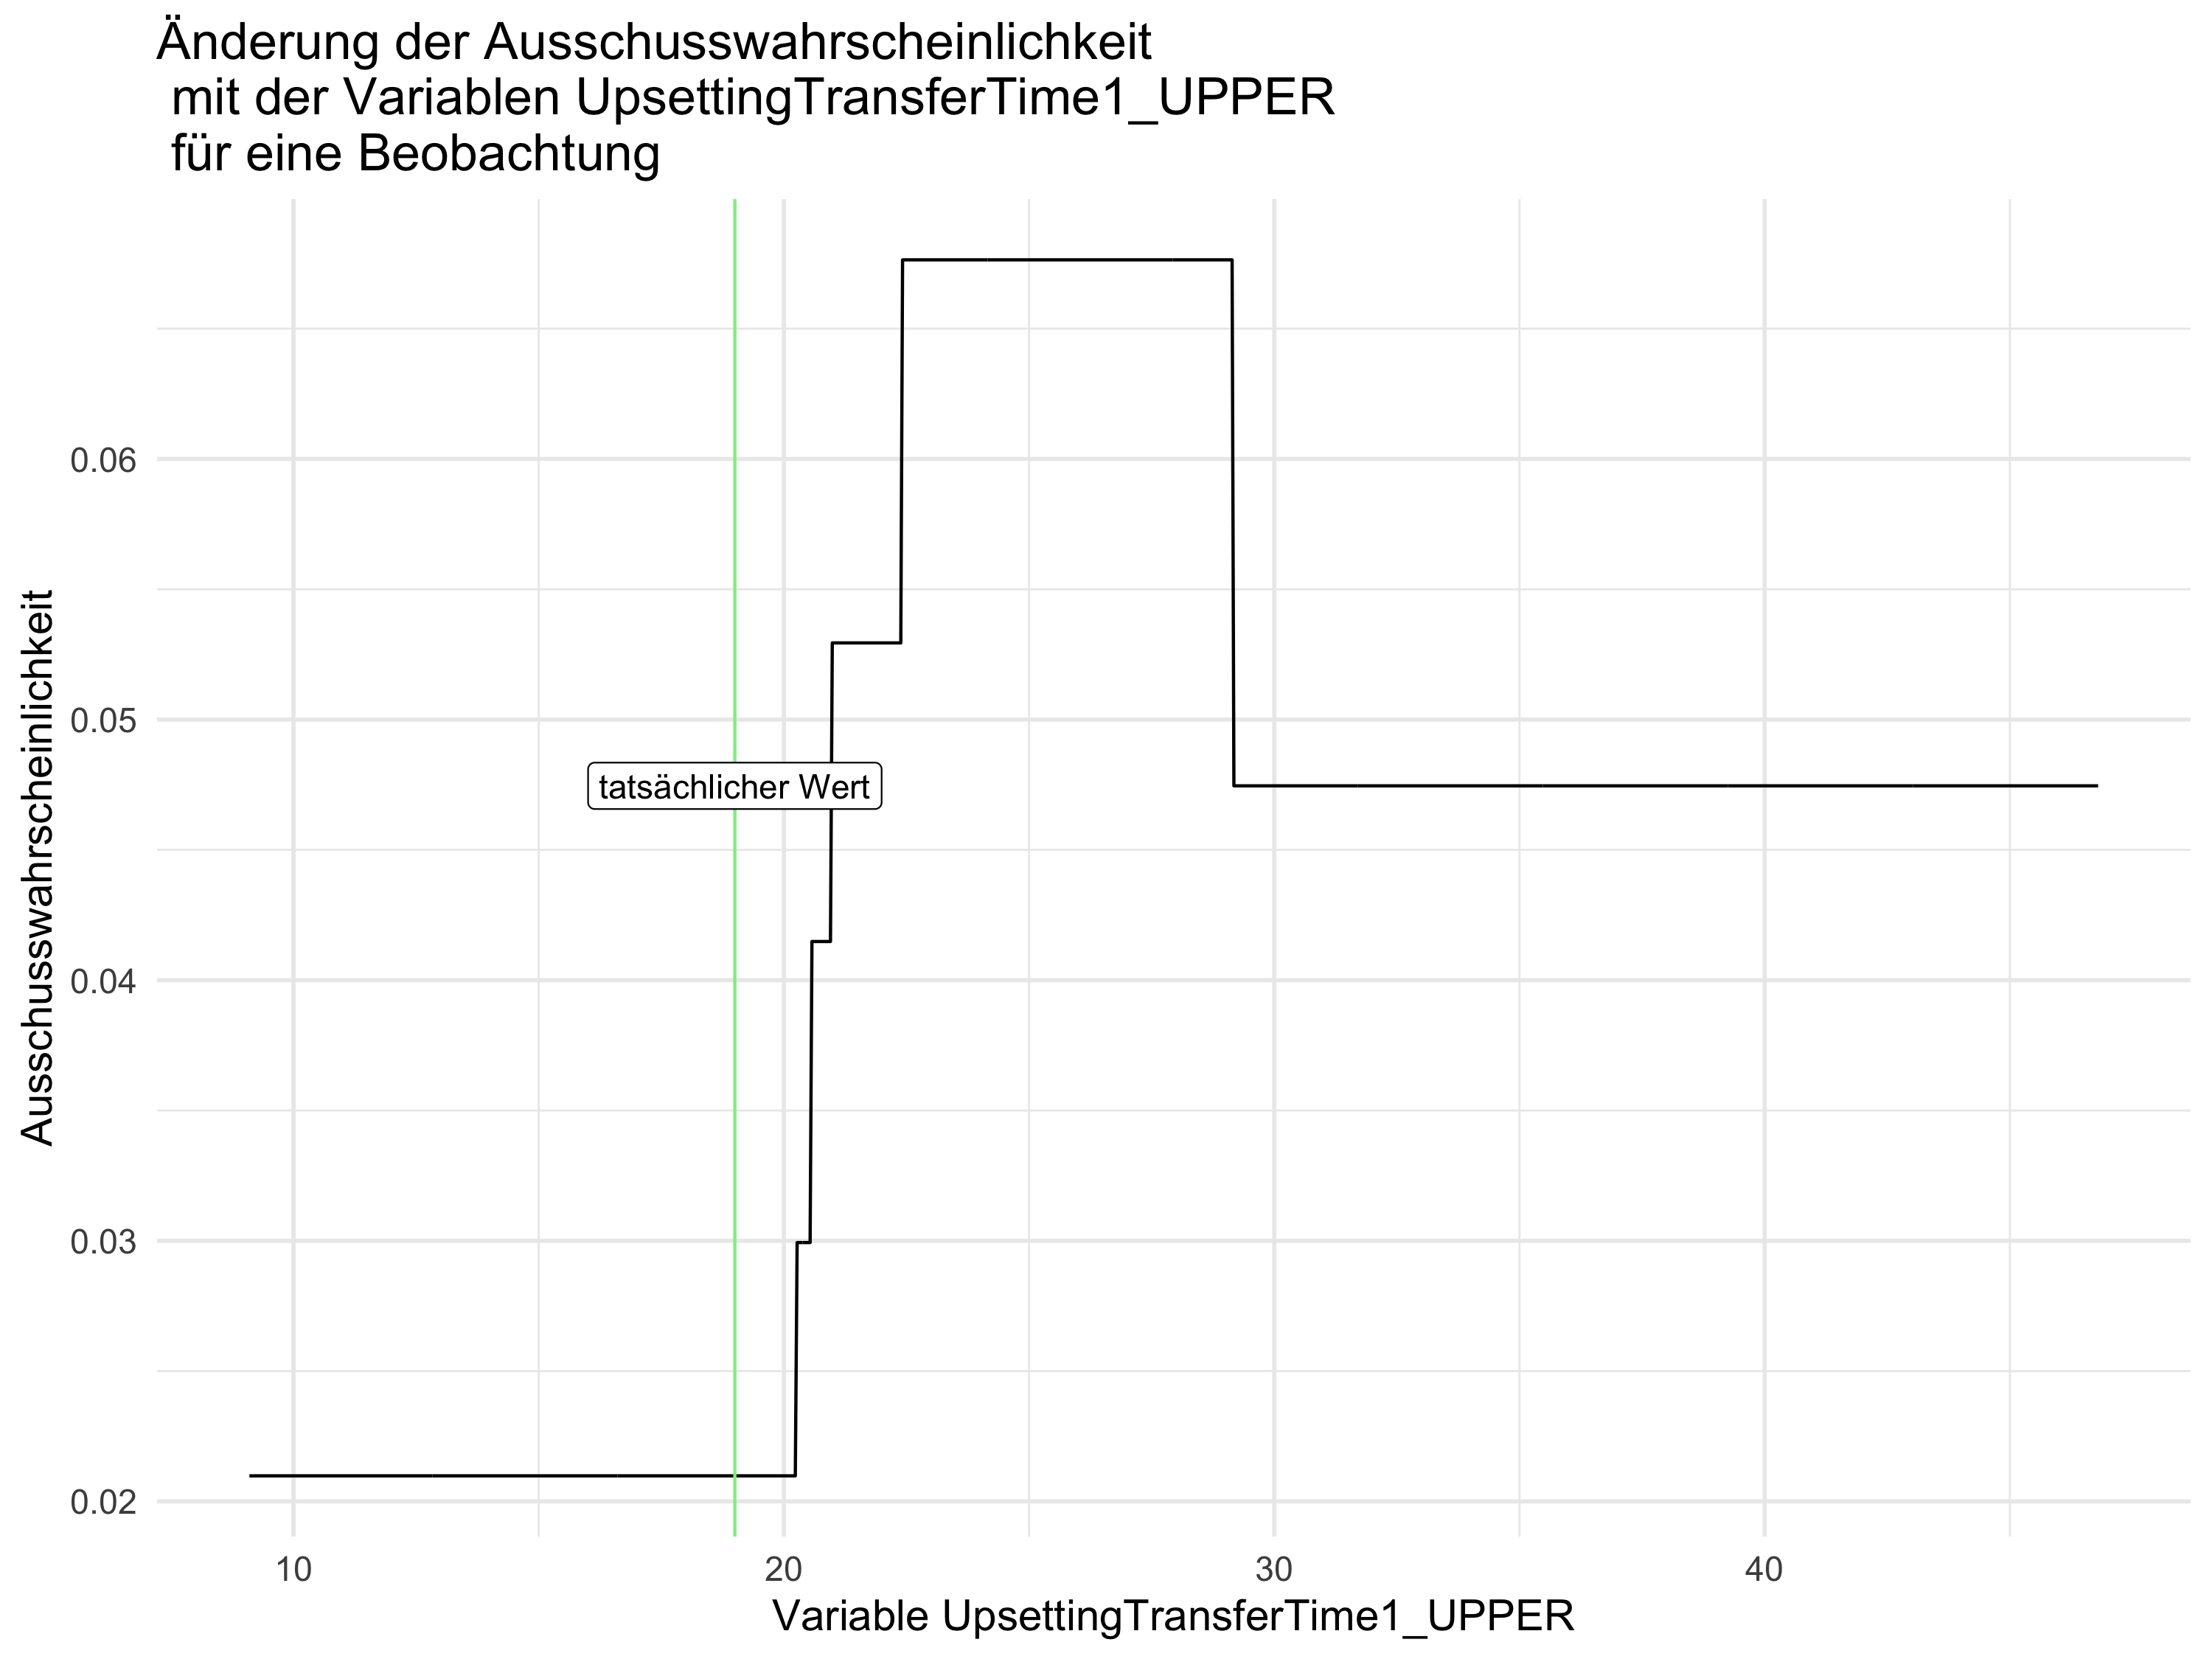 Änderung der Ausschusswahrscheinlichkeit
mit der Variablen UpsettingTransferTime1_UPPER
für eine Beobachtung
Ausschusswahrscheinlichkeit
0.06
0.05
0.04
0.03
0.02
tatsächlicher Wert
10 20 30 40
Variable UpsettingTransferTime1_UPPER